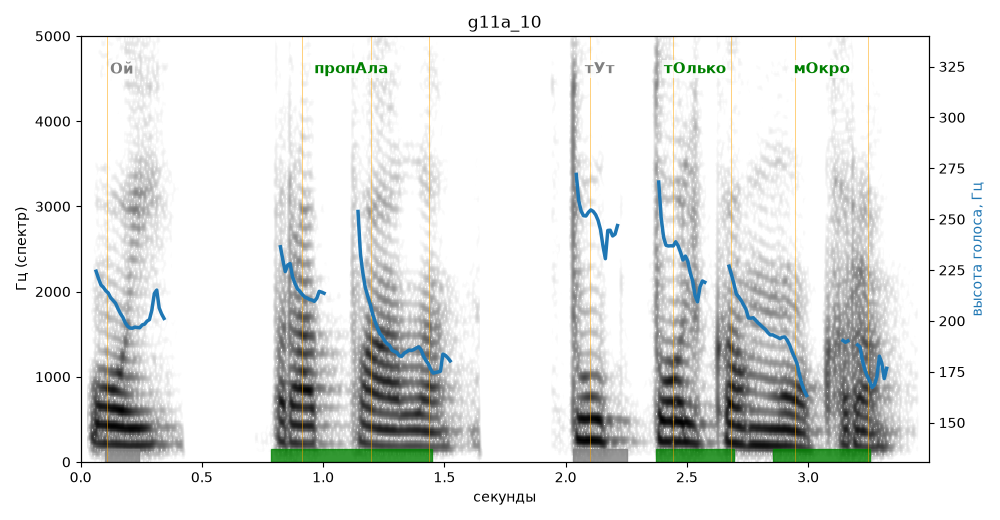 g11a_10
5000
4000
3000
2000
1000
0
Гц (спектр)
Ой
пропАла
тУт
тОлько
мОкро
325
300
275
250
225
200
175
150
высота голоса, Гц
0.0 0.5 1.0 1.5 2.0 2.5 3.0
секунды